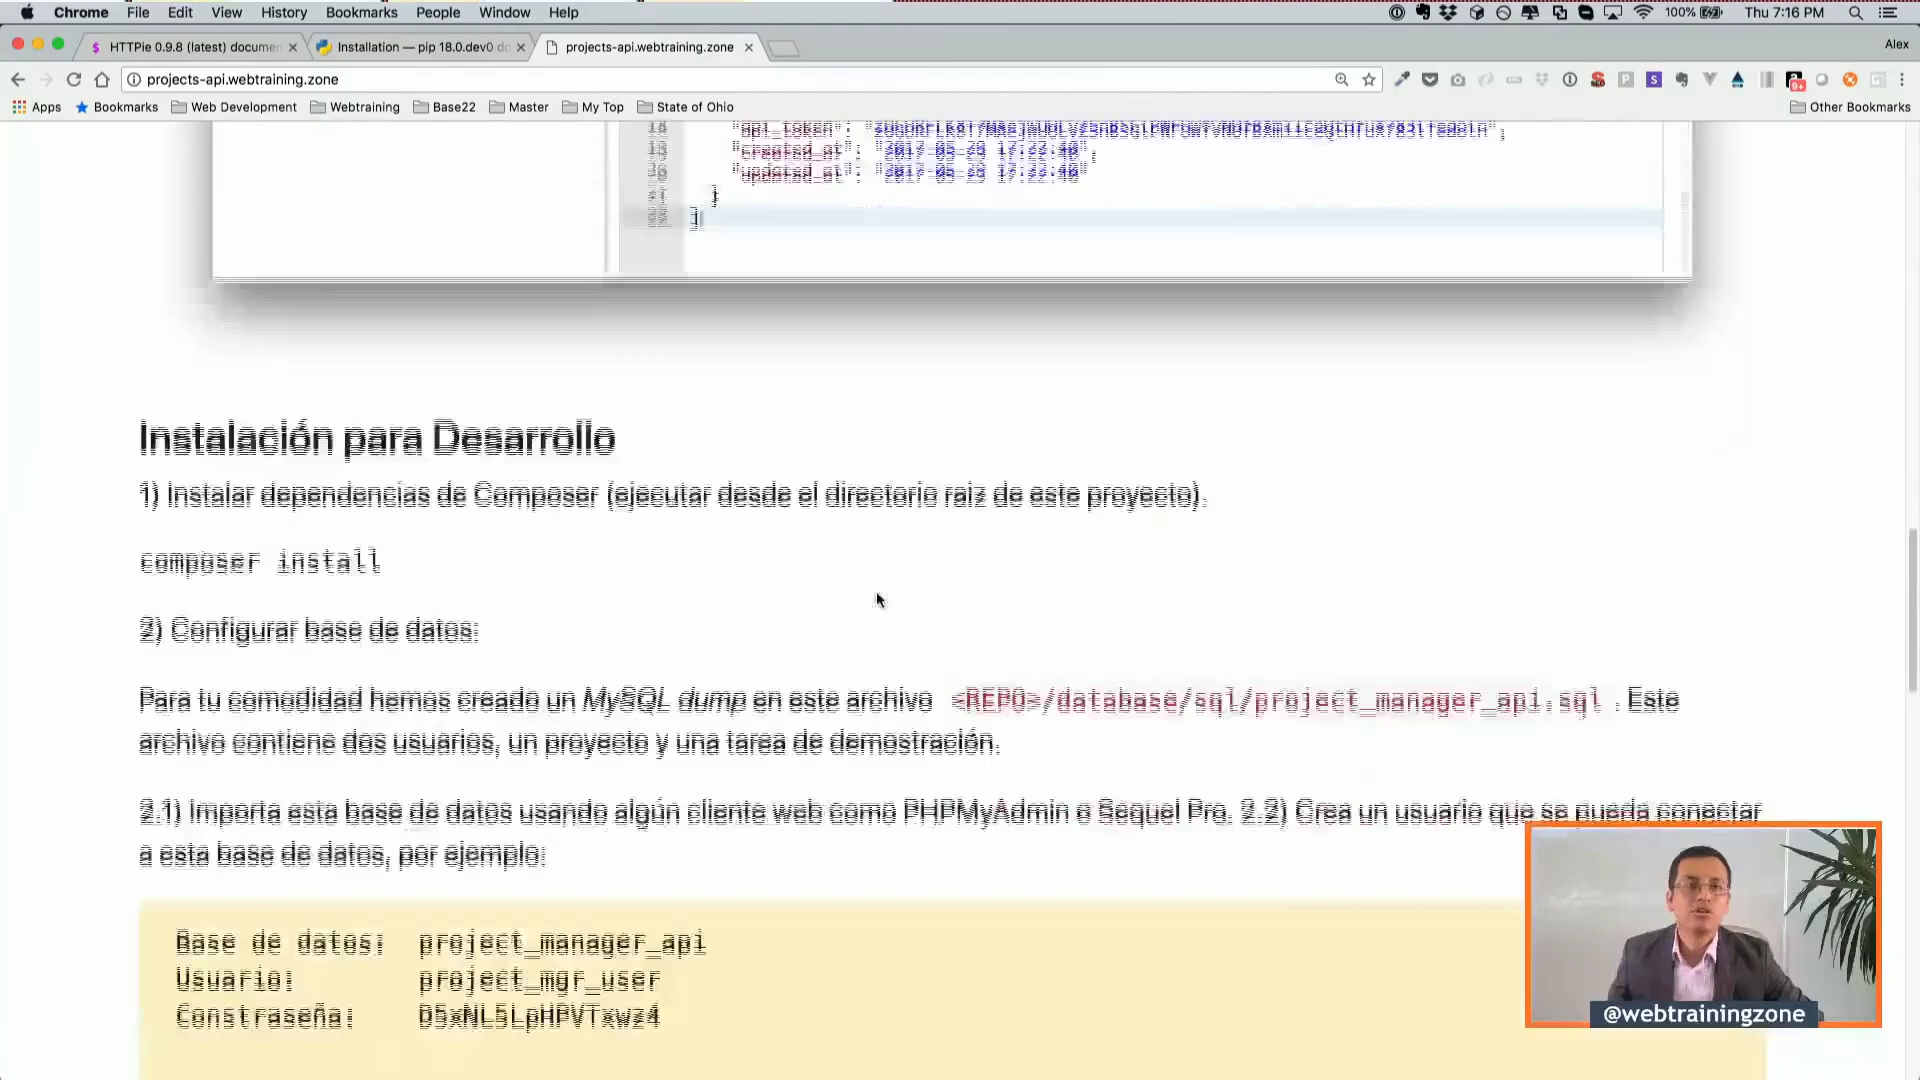 Chrome File Edit View History Bookmarks People Window Help 100% Thu 7:16 PM
HTTPie 0.9.8 (latest) documen Installation — pip 18.0.dev0 do projects-api.webtraining.zone Alex
projects-api.webtraining.zone
Apps Bookmarks Web Development Webtraining Base22 Master My Top State of Ohio Other Bookmarks
"api_token":
"created_at": "2017-05-29 17:22:40",
"updated_at": "2017-05-29 17:22:40"
}
]
Instalación para Desarrollo
1) Instalar dependencias de Composer (ejecutar desde el directorio raiz de este proyecto).
composer install
2) Configurar base de datos:
Para tu comodidad hemos creado un MySQL dump en este archivo <REPO>/database/sql/project_manager_api.sql . Este
archivo contiene dos usuarios, un proyecto y una tarea de demostración.
2.1) Importa esta base de datos usando algún cliente web como PHPMyAdmin o Sequel Pro. 2.2) Crea un usuario que se pueda conectar
a esta base de datos, por ejemplo:
Base de datos: project_manager_api
Usuario: project_mgr_user
Constraseña: D5xNL5LpHPVTxwz4
@webtrainingzone